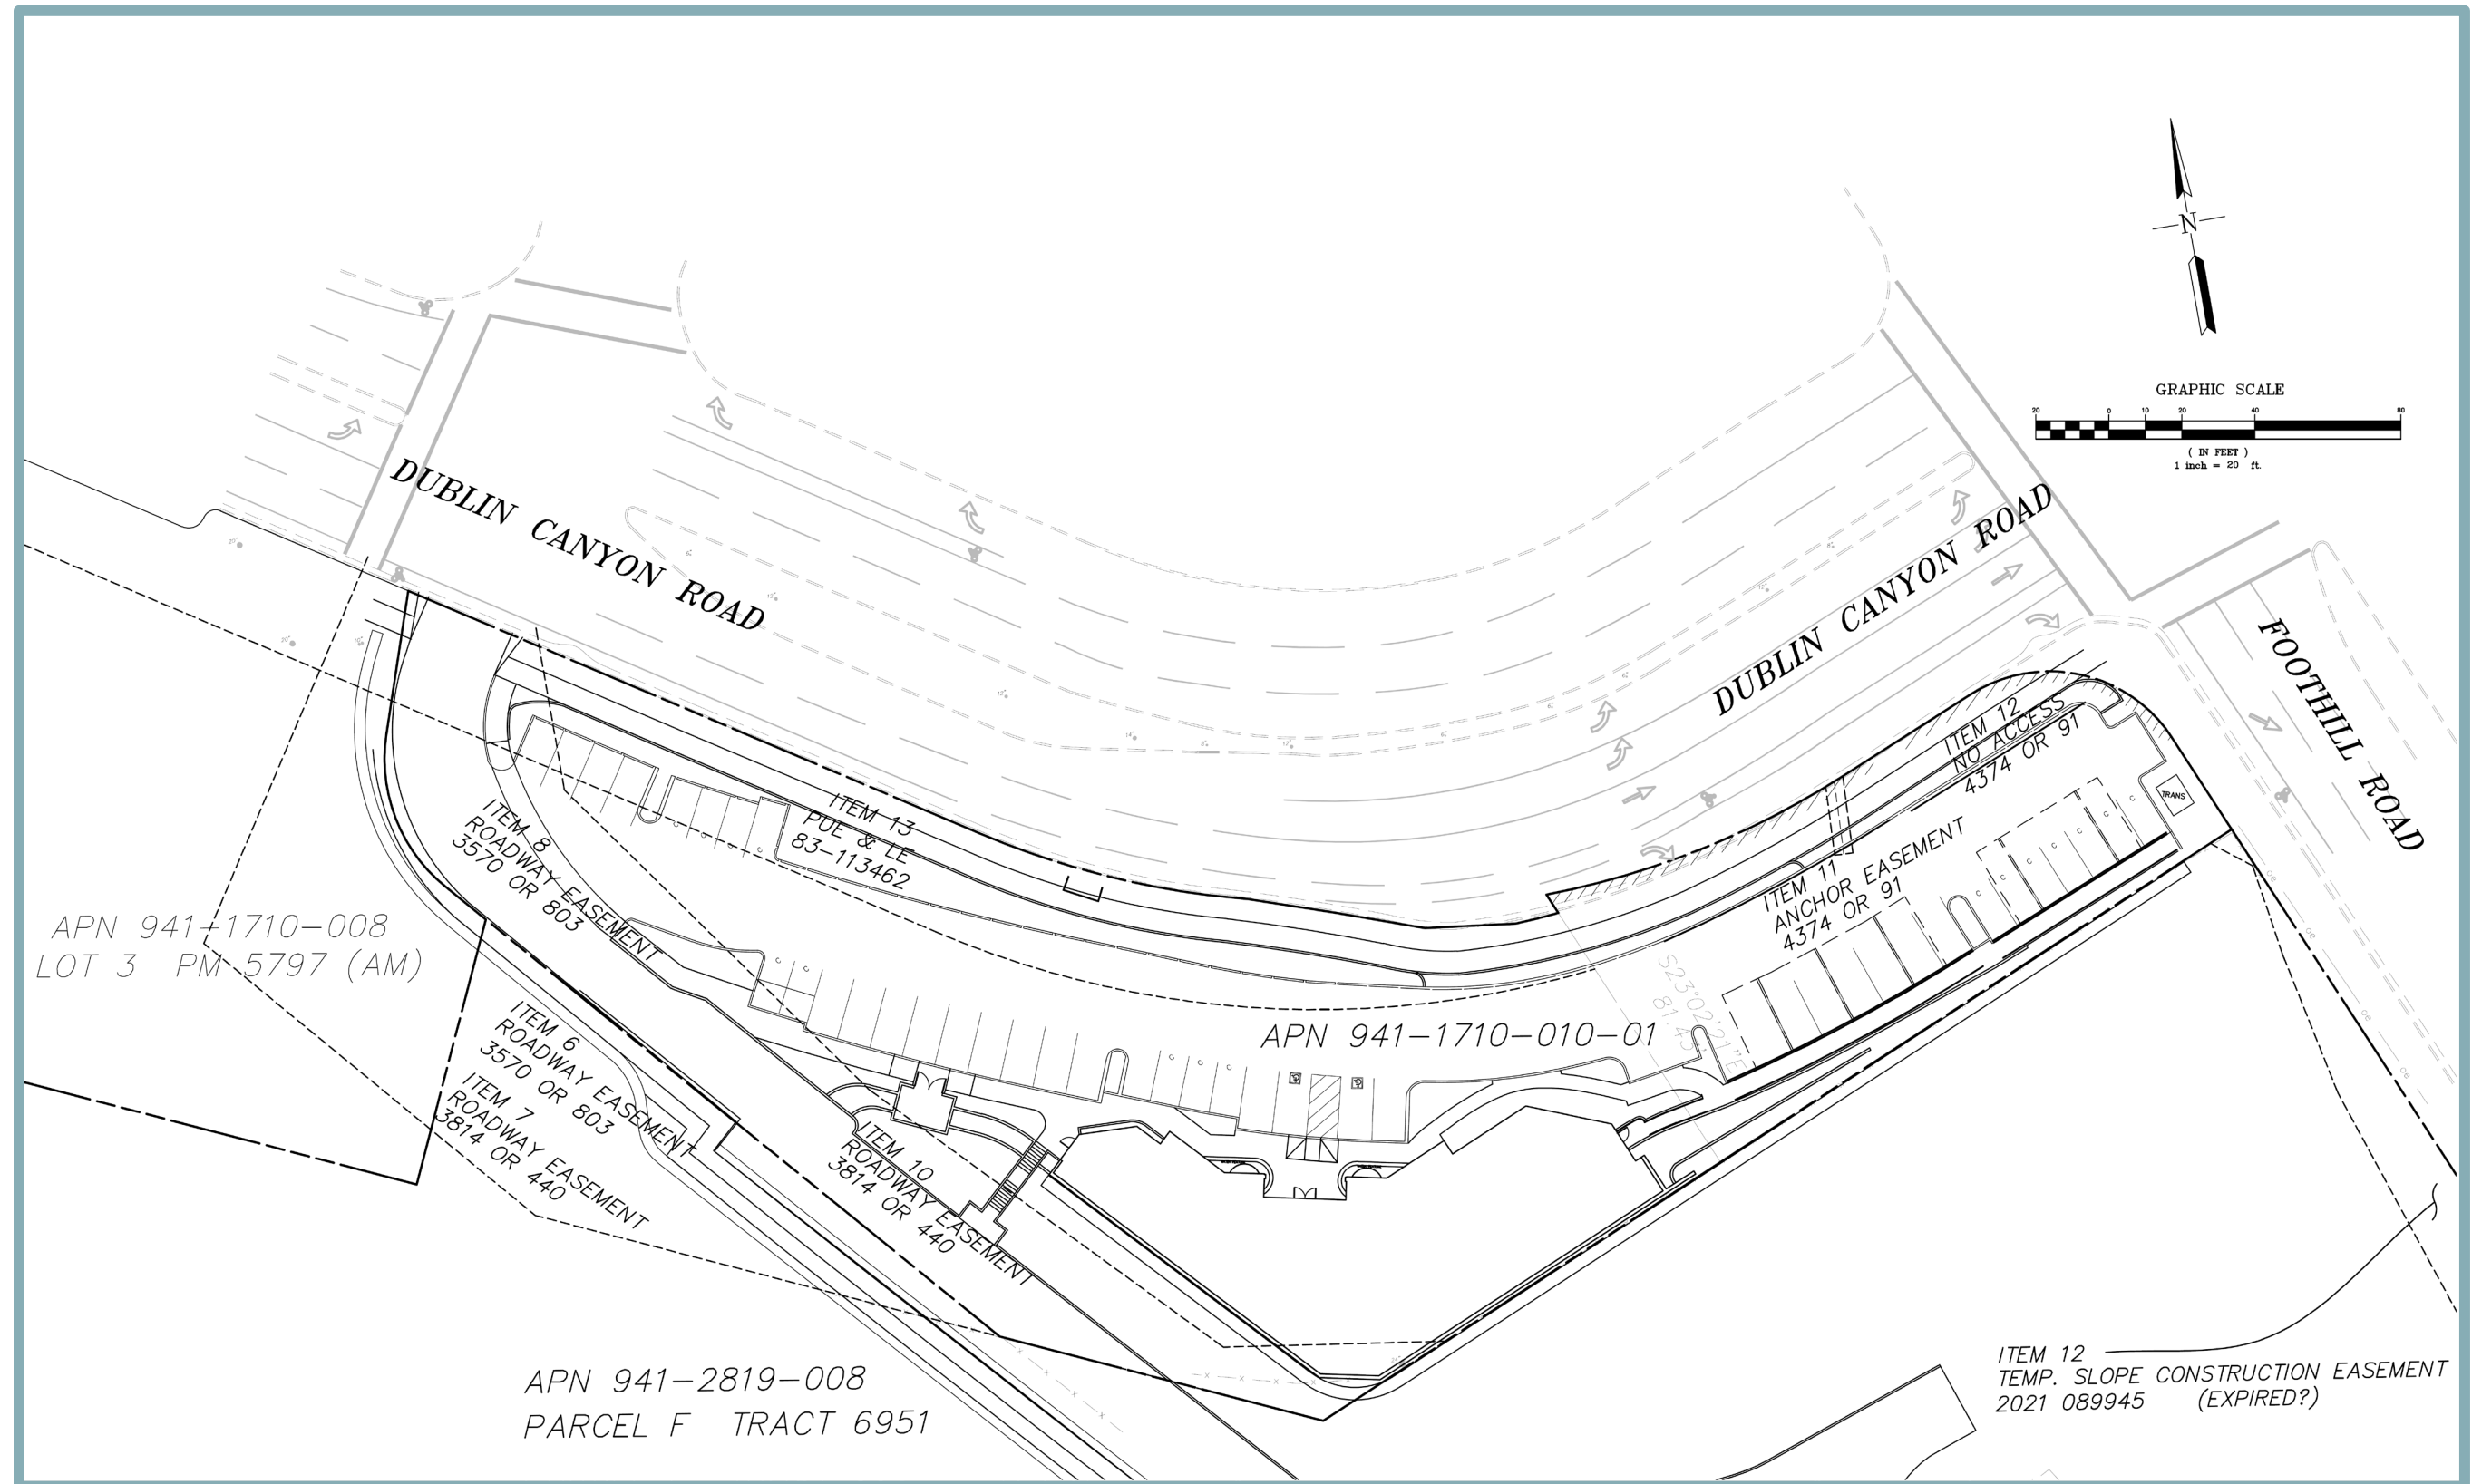 N
GRAPHIC SCALE
20 0 10 20 40 80
( IN FEET )
1 inch = 20 ft.
DUBLIN CANYON ROAD
DUBLIN CANYON ROAD
FOOTHILL ROAD
ITEM 12
NO ACCESS
4374 OR 91
TRANS
ITEM 13
PUE & LE
83-113462
ITEM 8
ROADWAY EASEMENT
3570 OR 803
ITEM 11
ANCHOR EASEMENT
4374 OR 91
APN 941-1710-008
LOT 3 PM 5797 (AM)
S23°02'21"E
81.45'
APN 941-1710-010-01
ITEM 6
ROADWAY EASEMENT
3570 OR 803
ITEM 7
ROADWAY EASEMENT
3814 OR 440
ITEM 10
ROADWAY EASEMENT
3814 OR 440
APN 941-2819-008
PARCEL F TRACT 6951
ITEM 12
TEMP. SLOPE CONSTRUCTION EASEMENT
2021 089945 (EXPIRED?)